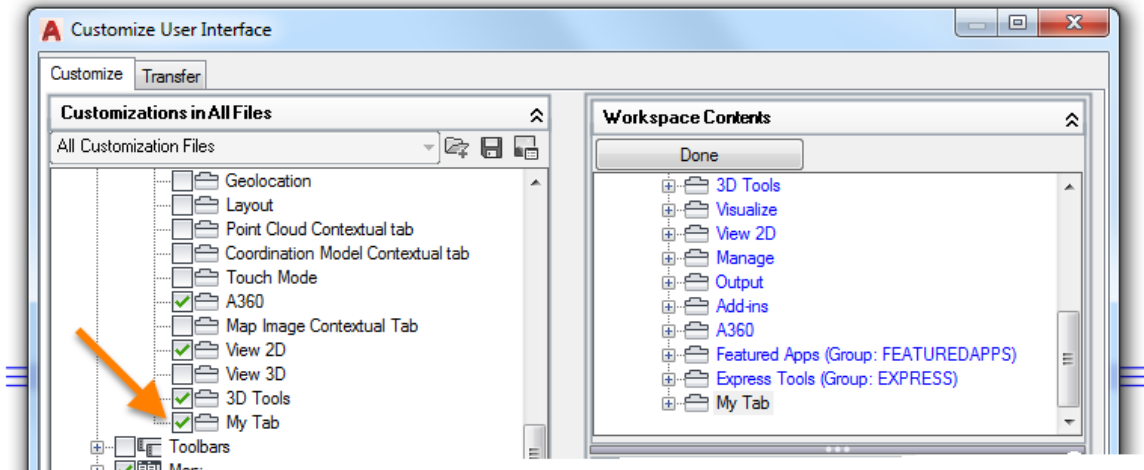 Customize User Interface
Customize Transfer
Customizations in All Files
All Customization Files
Geolocation
Layout
Point Cloud Contextual tab
Coordination Model Contextual tab
Touch Mode
A360
Map Image Contextual Tab
View 2D
View 3D
3D Tools
My Tab
Toolbars
Workspace Contents
Done
3D Tools
Visualize
View 2D
Manage
Output
Add-ins
A360
Featured Apps (Group: FEATUREDAPPS)
Express Tools (Group: EXPRESS)
My Tab